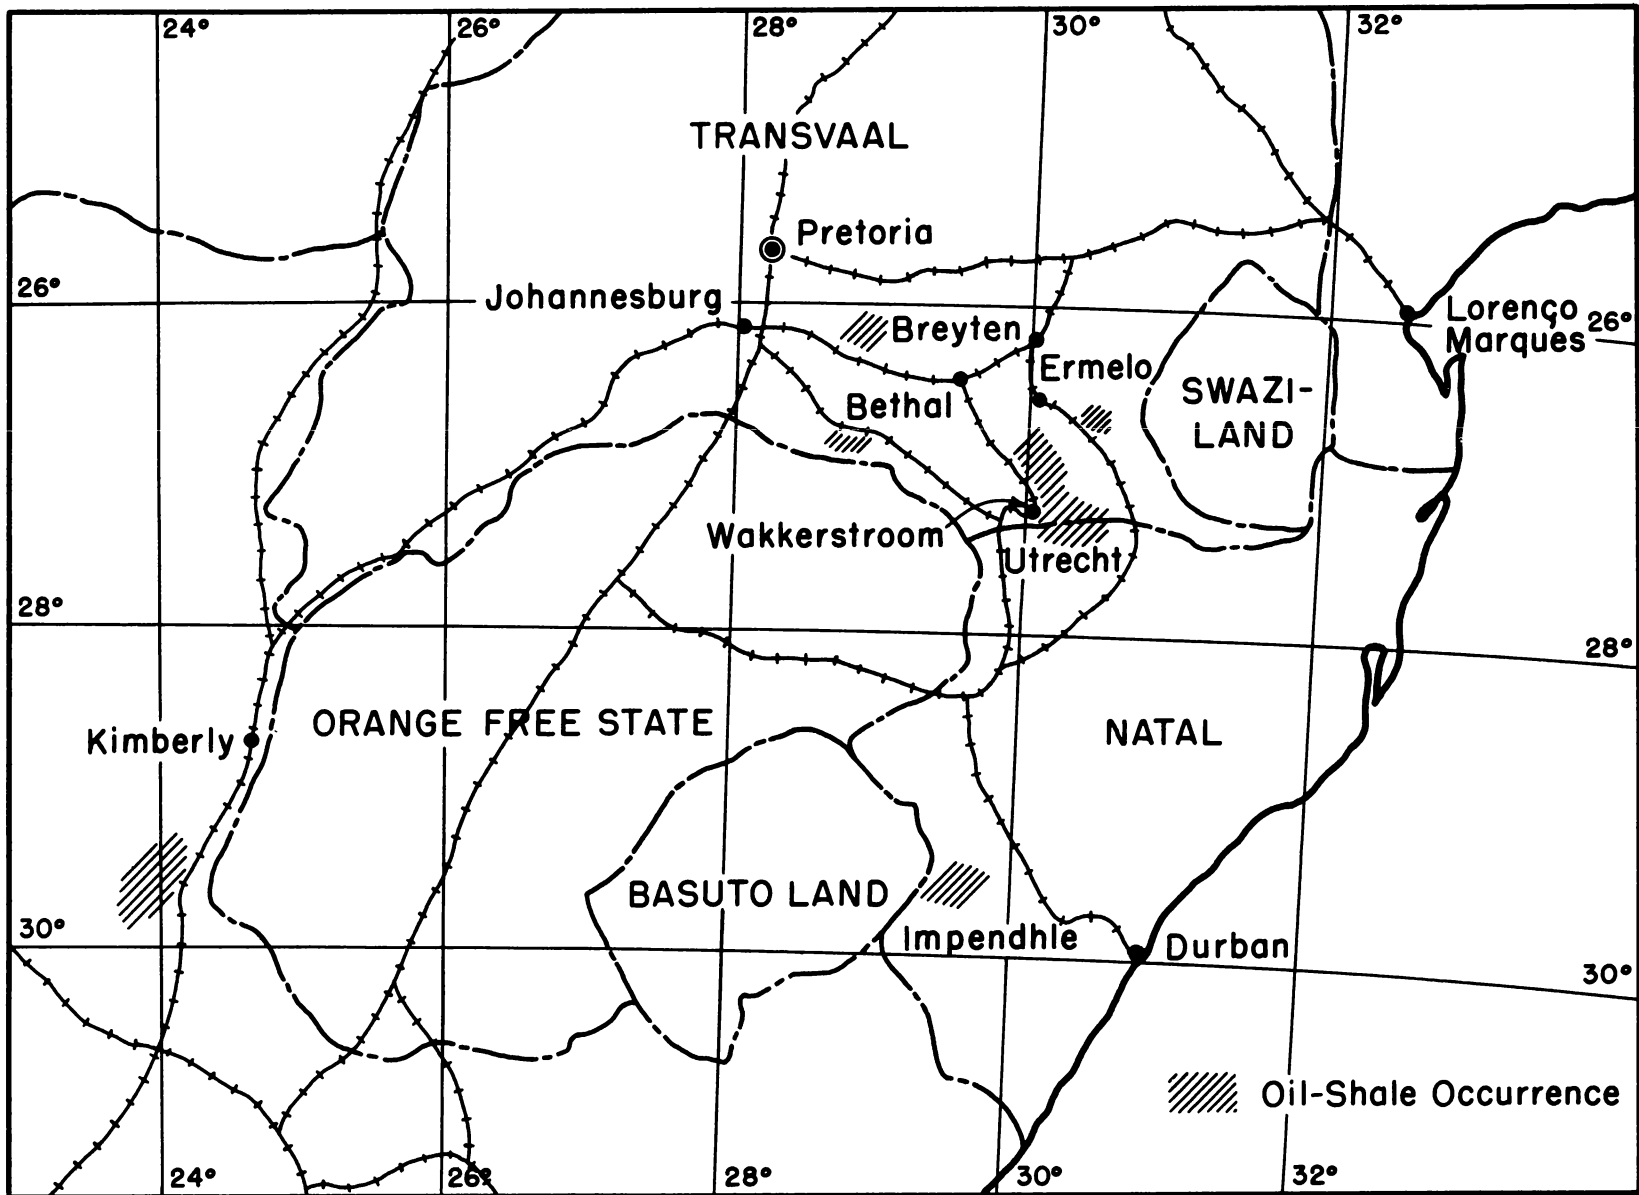 24°
26°
28°
30°
32°
TRANSVAAL
Pretoria
26°
Johannesburg
Breyten
Lorenço
Marques
26°
Ermelo
Bethal
SWAZI-
LAND
Wakkerstroom
Utrecht
28°
28°
ORANGE FREE STATE
NATAL
Kimberly
BASUTO LAND
30°
Impendhle
Durban
30°
Oil-Shale Occurrence
24°
26°
28°
30°
32°